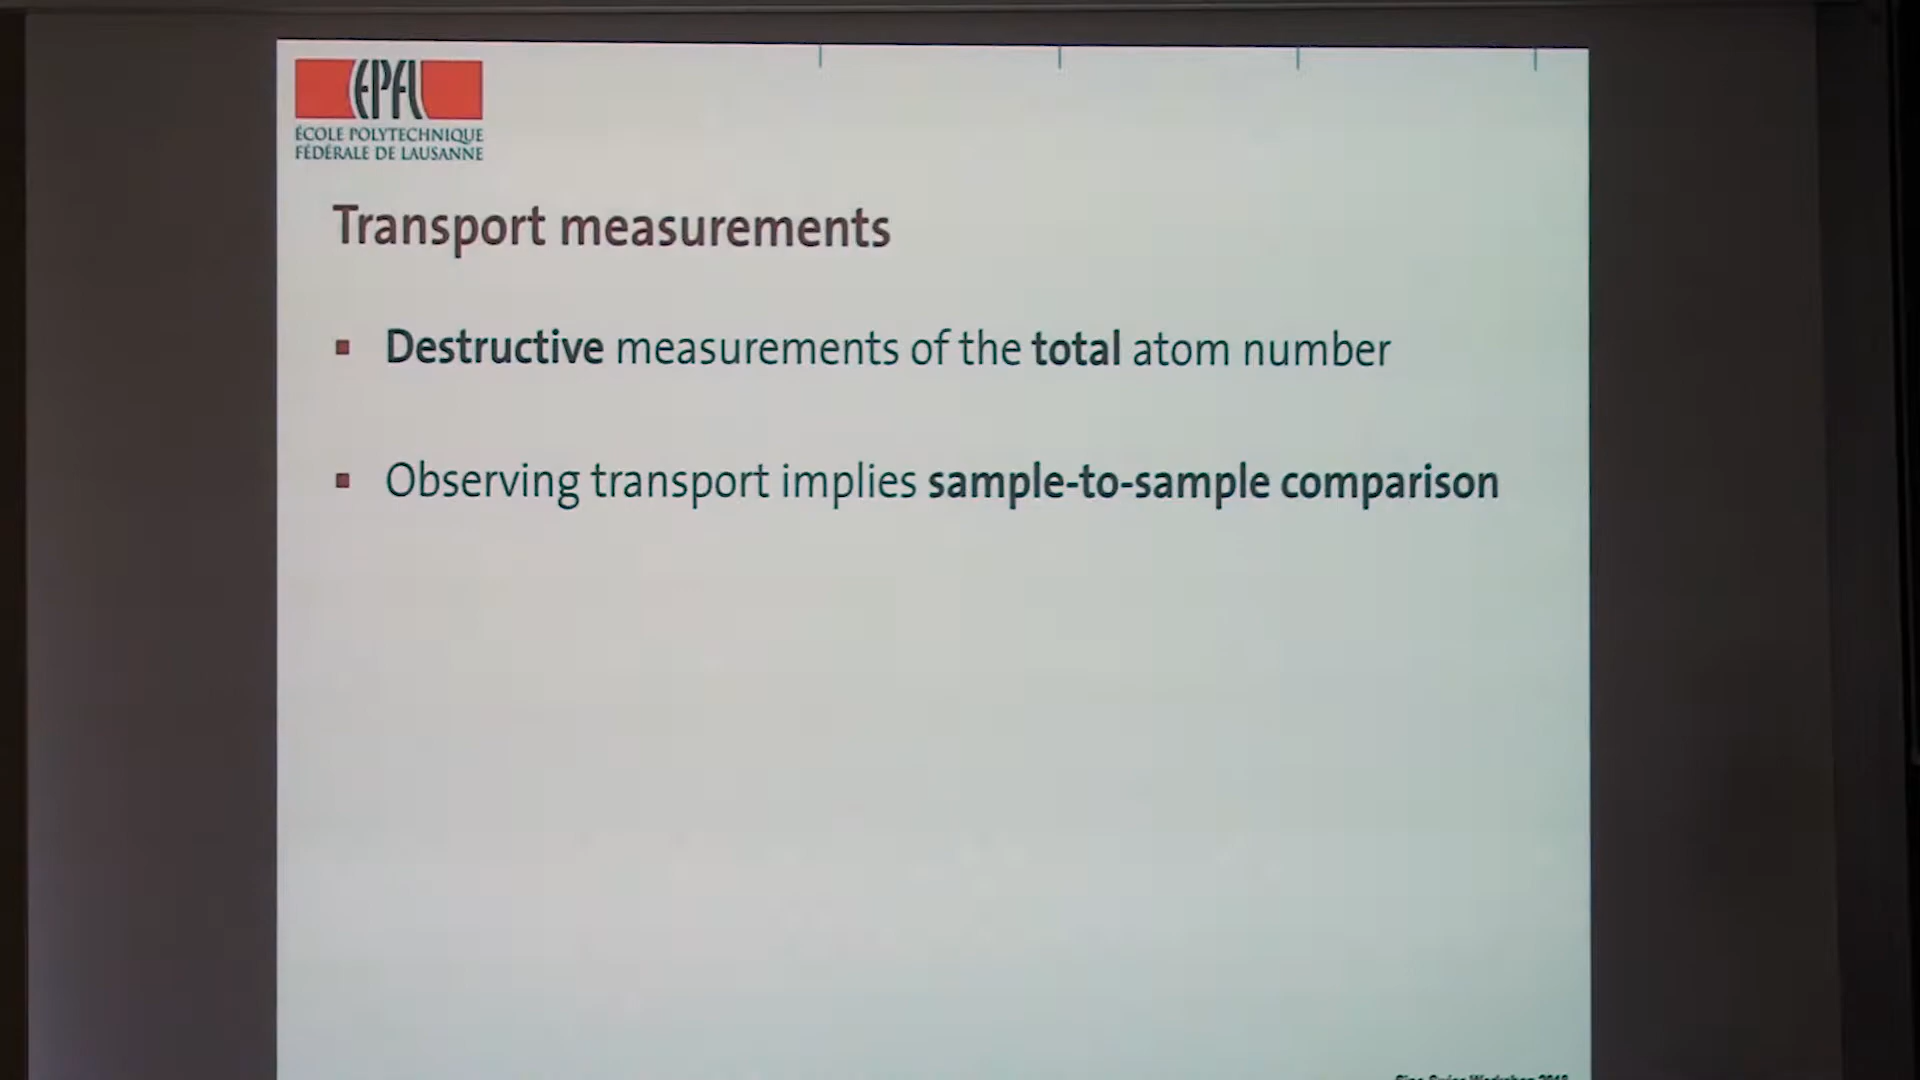 EPFL
ÉCOLE POLYTECHNIQUE
FÉDÉRALE DE LAUSANNE
Transport measurements
▪ Destructive measurements of the total atom number
▪ Observing transport implies sample-to-sample comparison